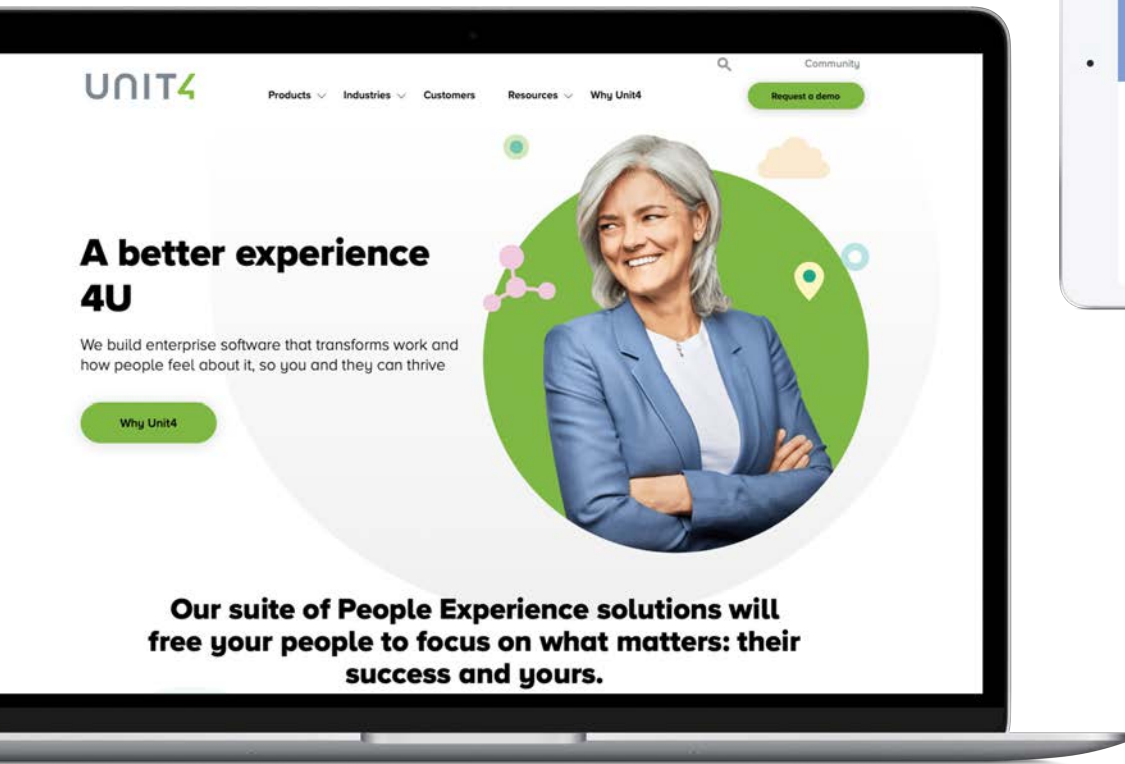 Community
UNIT4
Products Industries Customers Resources Why Unit4
Request a demo
A better experience
4U
We build enterprise software that transforms work and
how people feel about it, so you and they can thrive
Why Unit4
Our suite of People Experience solutions will
free your people to focus on what matters: their
success and yours.